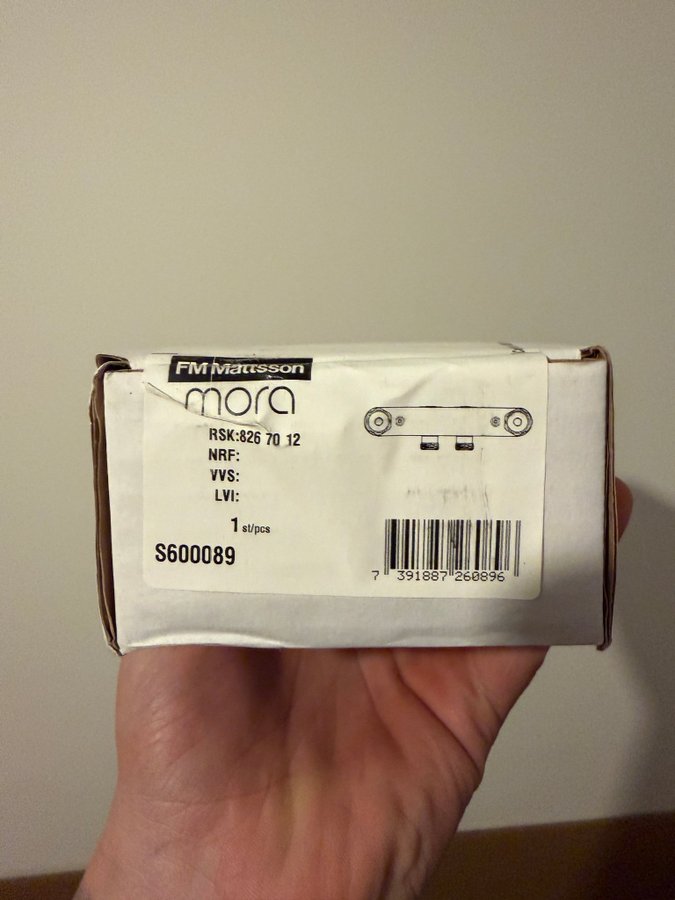 FM Mattsson
mora
RSK:826 70 12
NRF:
VVS:
LVI:
1 st/pcs
S600089
7 391887 260896